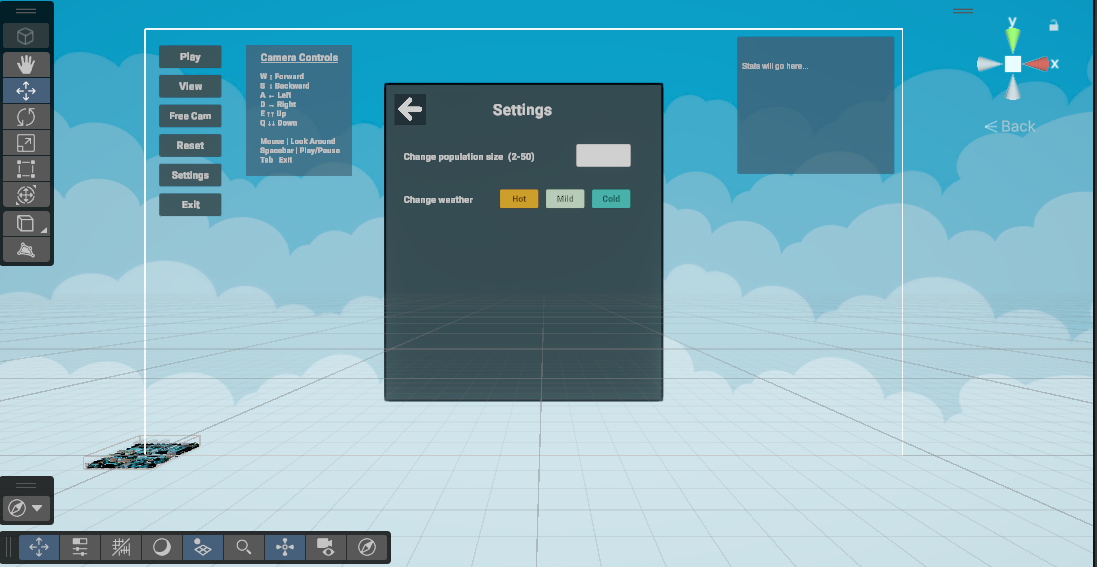 Play
View
Free Cam
Reset
Settings
Exit
Camera Controls
W ↑ Forward
S ↓ Backward
A ← Left
D → Right
E ↑↑ Up
Q ↓↓ Down
Mouse | Look Around
Spacebar | Play/Pause
Tab Exit
Settings
Change population size (2-50)
Change weather
Hot
Mild
Cold
Stats will go here...
y
x
< Back